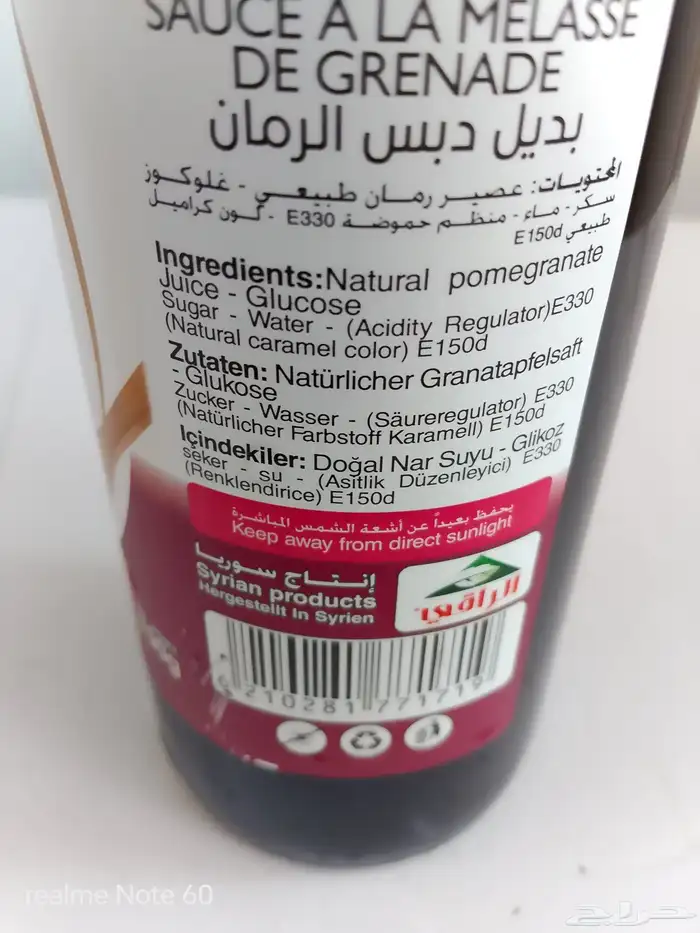 SAUCE À LA MÉLASSE
DE GRENADE
بديل دبس الرمان
المحتويات: عصير رمان طبيعي - غلوكوز
سكر - ماء - منظم حموضة E330 - لون كراميل
طبيعي E150d
Ingredients:Natural pomegranate
Juice - Glucose
Sugar - Water - (Acidity Regulator)E330
(Natural caramel color) E150d
Zutaten: Natürlicher Granatapfelsaft
- Glukose
Zucker - Wasser - (Säureregulator) E330
(Natürlicher Farbstoff Karamell) E150d
İçindekiler: Doğal Nar Suyu - Glikoz
şeker - su - (Asitlik Düzenleyici) E330
(Renklendirice) E150d
يحفظ بعيداً عن أشعة الشمس المباشرة
Keep away from direct sunlight
إنتاج سوريا
Syrian products
Hergestellt In Syrien
الراقي
6210281771719
realme Note 60
حراج